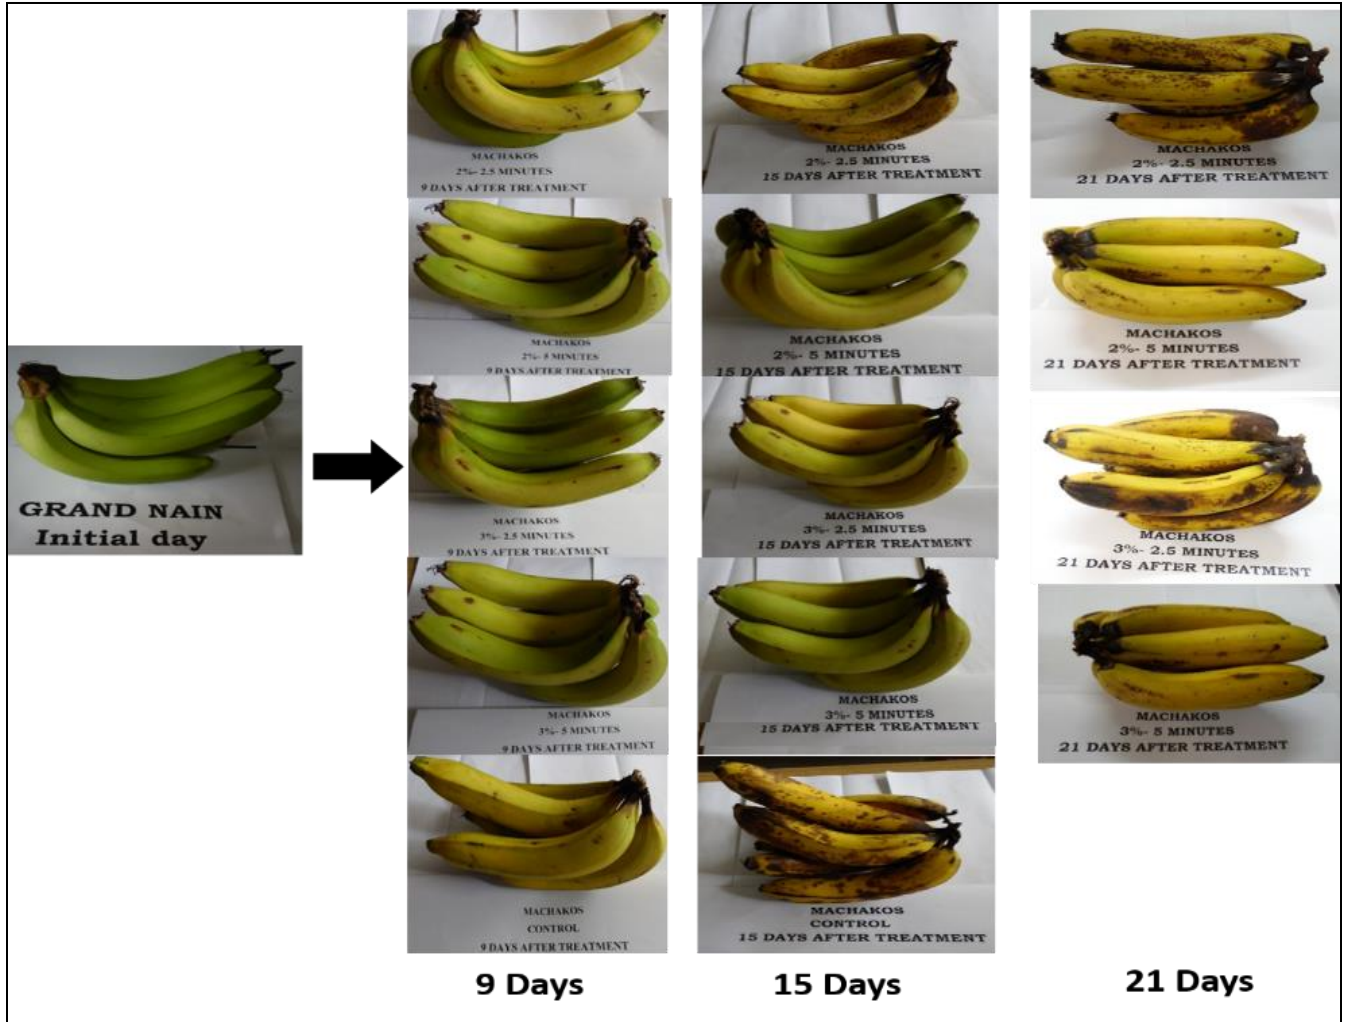 GRAND NAIN
Initial day
MACHAKOS
2%- 2.5 MINUTES
9 DAYS AFTER TREATMENT
MACHAKOS
2%- 5 MINUTES
9 DAYS AFTER TREATMENT
MACHAKOS
3%- 2.5 MINUTES
9 DAYS AFTER TREATMENT
MACHAKOS
3%- 5 MINUTES
9 DAYS AFTER TREATMENT
MACHAKOS
CONTROL
9 DAYS AFTER TREATMENT
9 Days
MACHAKOS
2%- 2.5 MINUTES
15 DAYS AFTER TREATMENT
MACHAKOS
2%- 5 MINUTES
15 DAYS AFTER TREATMENT
MACHAKOS
3%- 2.5 MINUTES
15 DAYS AFTER TREATMENT
MACHAKOS
3%- 5 MINUTES
15 DAYS AFTER TREATMENT
MACHAKOS
CONTROL
15 DAYS AFTER TREATMENT
15 Days
MACHAKOS
2%- 2.5 MINUTES
21 DAYS AFTER TREATMENT
MACHAKOS
2%- 5 MINUTES
21 DAYS AFTER TREATMENT
MACHAKOS
3%- 2.5 MINUTES
21 DAYS AFTER TREATMENT
MACHAKOS
3%- 5 MINUTES
21 DAYS AFTER TREATMENT
21 Days